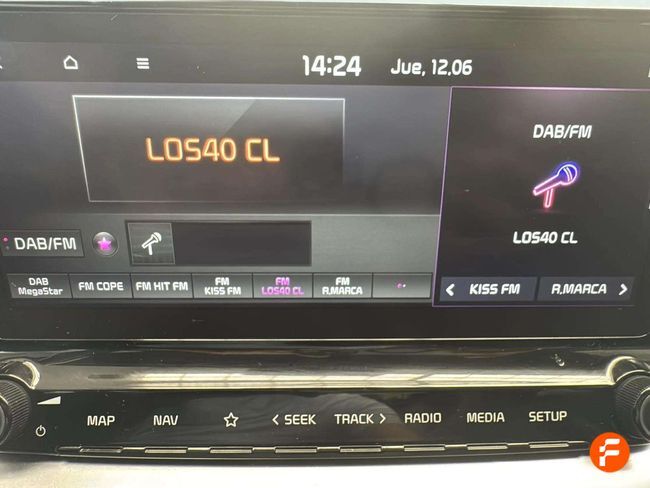 14:24 Jue, 12.06
LOS40 CL
DAB/FM
LOS40 CL
DAB/FM
DAB MegaStar
FM COPE
FM HIT FM
FM KISS FM
FM LOS40 CL
FM R.MARCA
< KISS FM
R.MARCA >
MAP
NAV
< SEEK
TRACK >
RADIO
MEDIA
SETUP